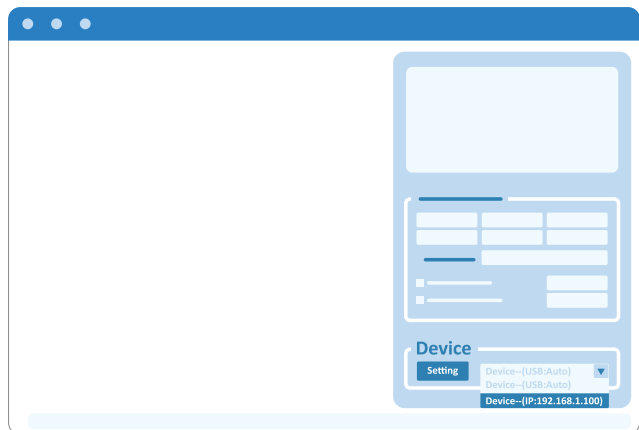 Device
Setting
Device--(USB:Auto)
Device--(USB:Auto)
Device--(IP:192.168.1.100)